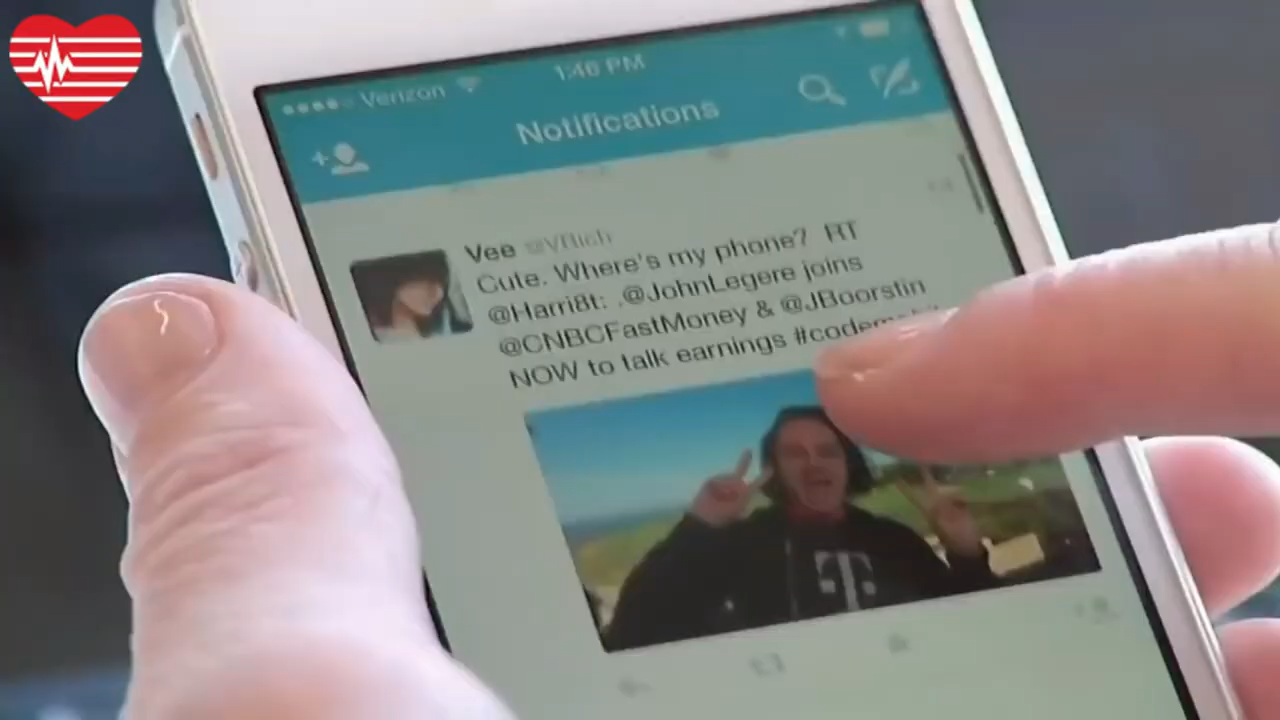 Verizon
1:46 PM
Notifications
Vee @VRich
Cute. Where's my phone? RT
@Harri8t: .@JohnLegere joins
@CNBCFastMoney & @JBoorstin
NOW to talk earnings
T